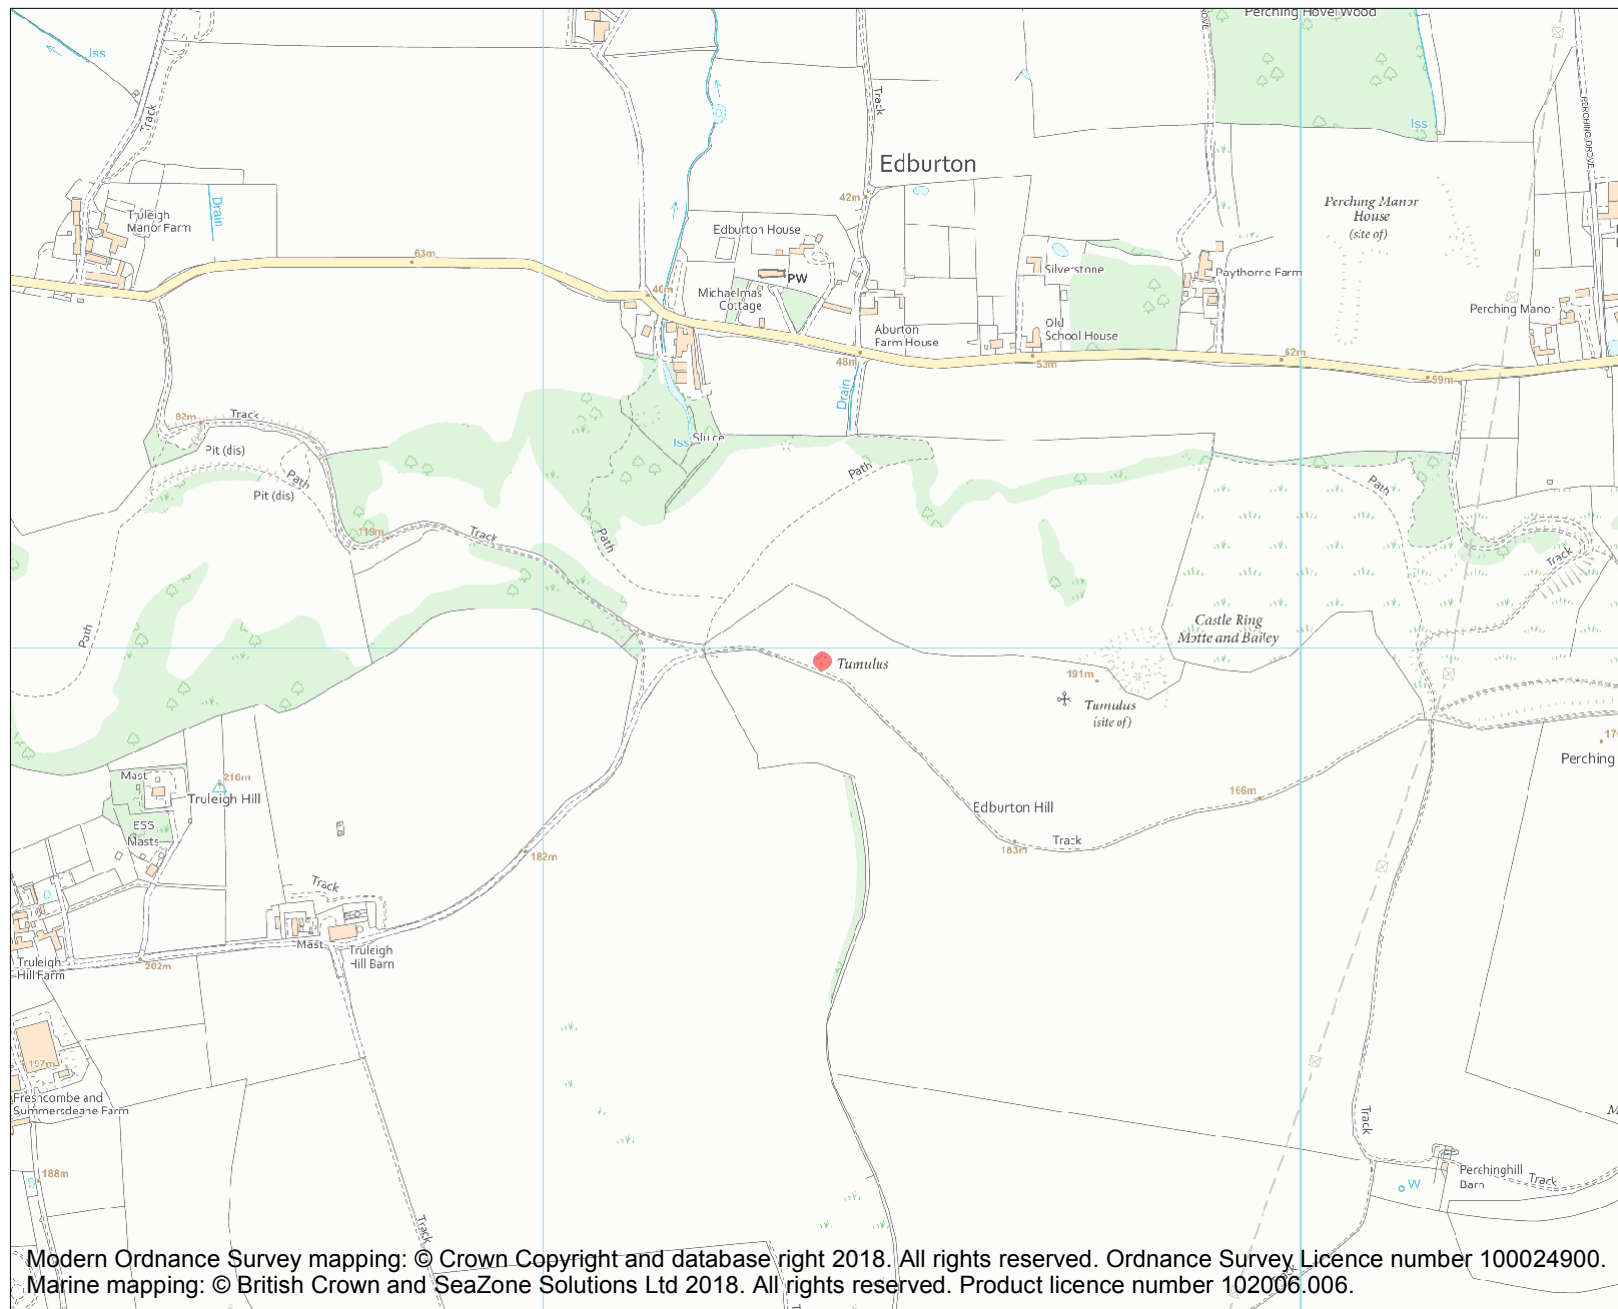 Perching Hovel Wood
Iss
Track
Track
Iss
PERCHING DROVE
Edburton
42m
Truleigh
Manor Farm
Drain
Perching Manor
House
(site of)
Edburton House
63m
PW
Silverstone
Paythorne Farm
40m
Michaelmas
Cottage
Perching Manor
Aburton
Farm House
Old
School House
48m
53m
62m
59m
Drain
82m
Track
Iss
Sluice
Pit (dis)
Path
Pit (dis)
Path
Path
119m
Track
Path
Track
Path
Castle Ring
Motte and Bailey
Tumulus
191m
Tumulus
(site of)
Perching
Mast
216m
Truleigh Hill
166m
Edburton Hill
ESS
Masts
183m
Track
182m
Track
Mast
Truleigh
Hill Barn
Truleigh
Hill Farm
202m
197m
Freshcombe and
Summersdeane Farm
Track
188m
Perchinghill
Barn
Track
W
Track
Modern Ordnance Survey mapping: © Crown Copyright and database right 2018. All rights reserved. Ordnance Survey Licence number 100024900.
Marine mapping: © British Crown and SeaZone Solutions Ltd 2018. All rights reserved. Product licence number 102006.006.